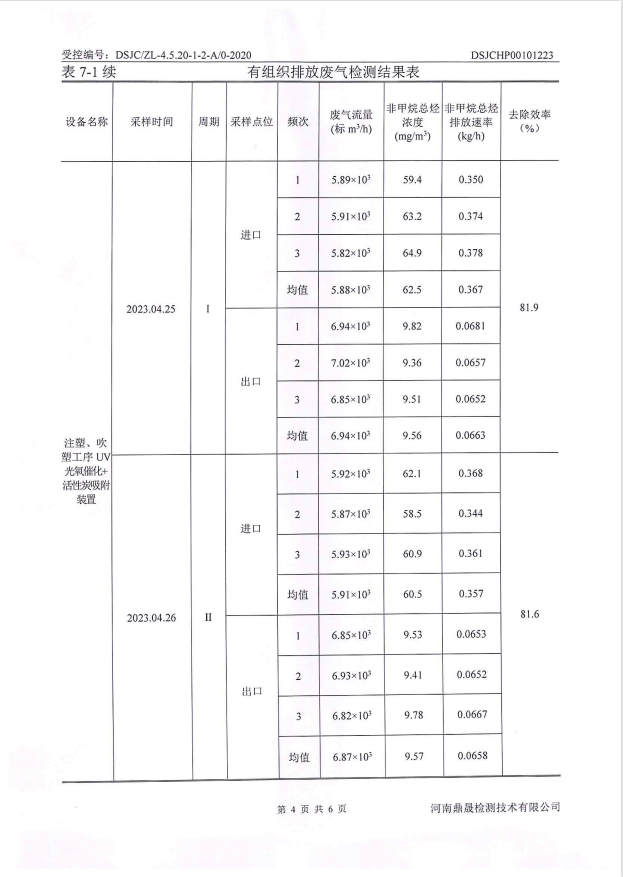 受控编号：DSJC/ZL-4.5.20-1-2-A/0-2020 DSJCHP00101223
表 7-1 续 有组织排放废气检测结果表
设备名称 采样时间 周期 采样点位 频次 废气流量 (标 m³/h) 非甲烷总烃浓度 (mg/m³) 非甲烷总烃排放速率 (kg/h) 去除效率（%）
注塑、吹
塑工序 UV
光氧催化+
活性炭吸附
装置
2023.04.25 I 进口 1 5.89×10³ 59.4 0.350 81.9
2 5.91×10³ 63.2 0.374
3 5.82×10³ 64.9 0.378
均值 5.88×10³ 62.5 0.367
出口 1 6.94×10³ 9.82 0.0681
2 7.02×10³ 9.36 0.0657
3 6.85×10³ 9.51 0.0652
均值 6.94×10³ 9.56 0.0663
2023.04.26 II 进口 1 5.92×10³ 62.1 0.368 81.6
2 5.87×10³ 58.5 0.344
3 5.93×10³ 60.9 0.361
均值 5.91×10³ 60.5 0.357
出口 1 6.85×10³ 9.53 0.0653
2 6.93×10³ 9.41 0.0652
3 6.82×10³ 9.78 0.0667
均值 6.87×10³ 9.57 0.0658
第 4 页 共 6 页 河南鼎晟检测技术有限公司